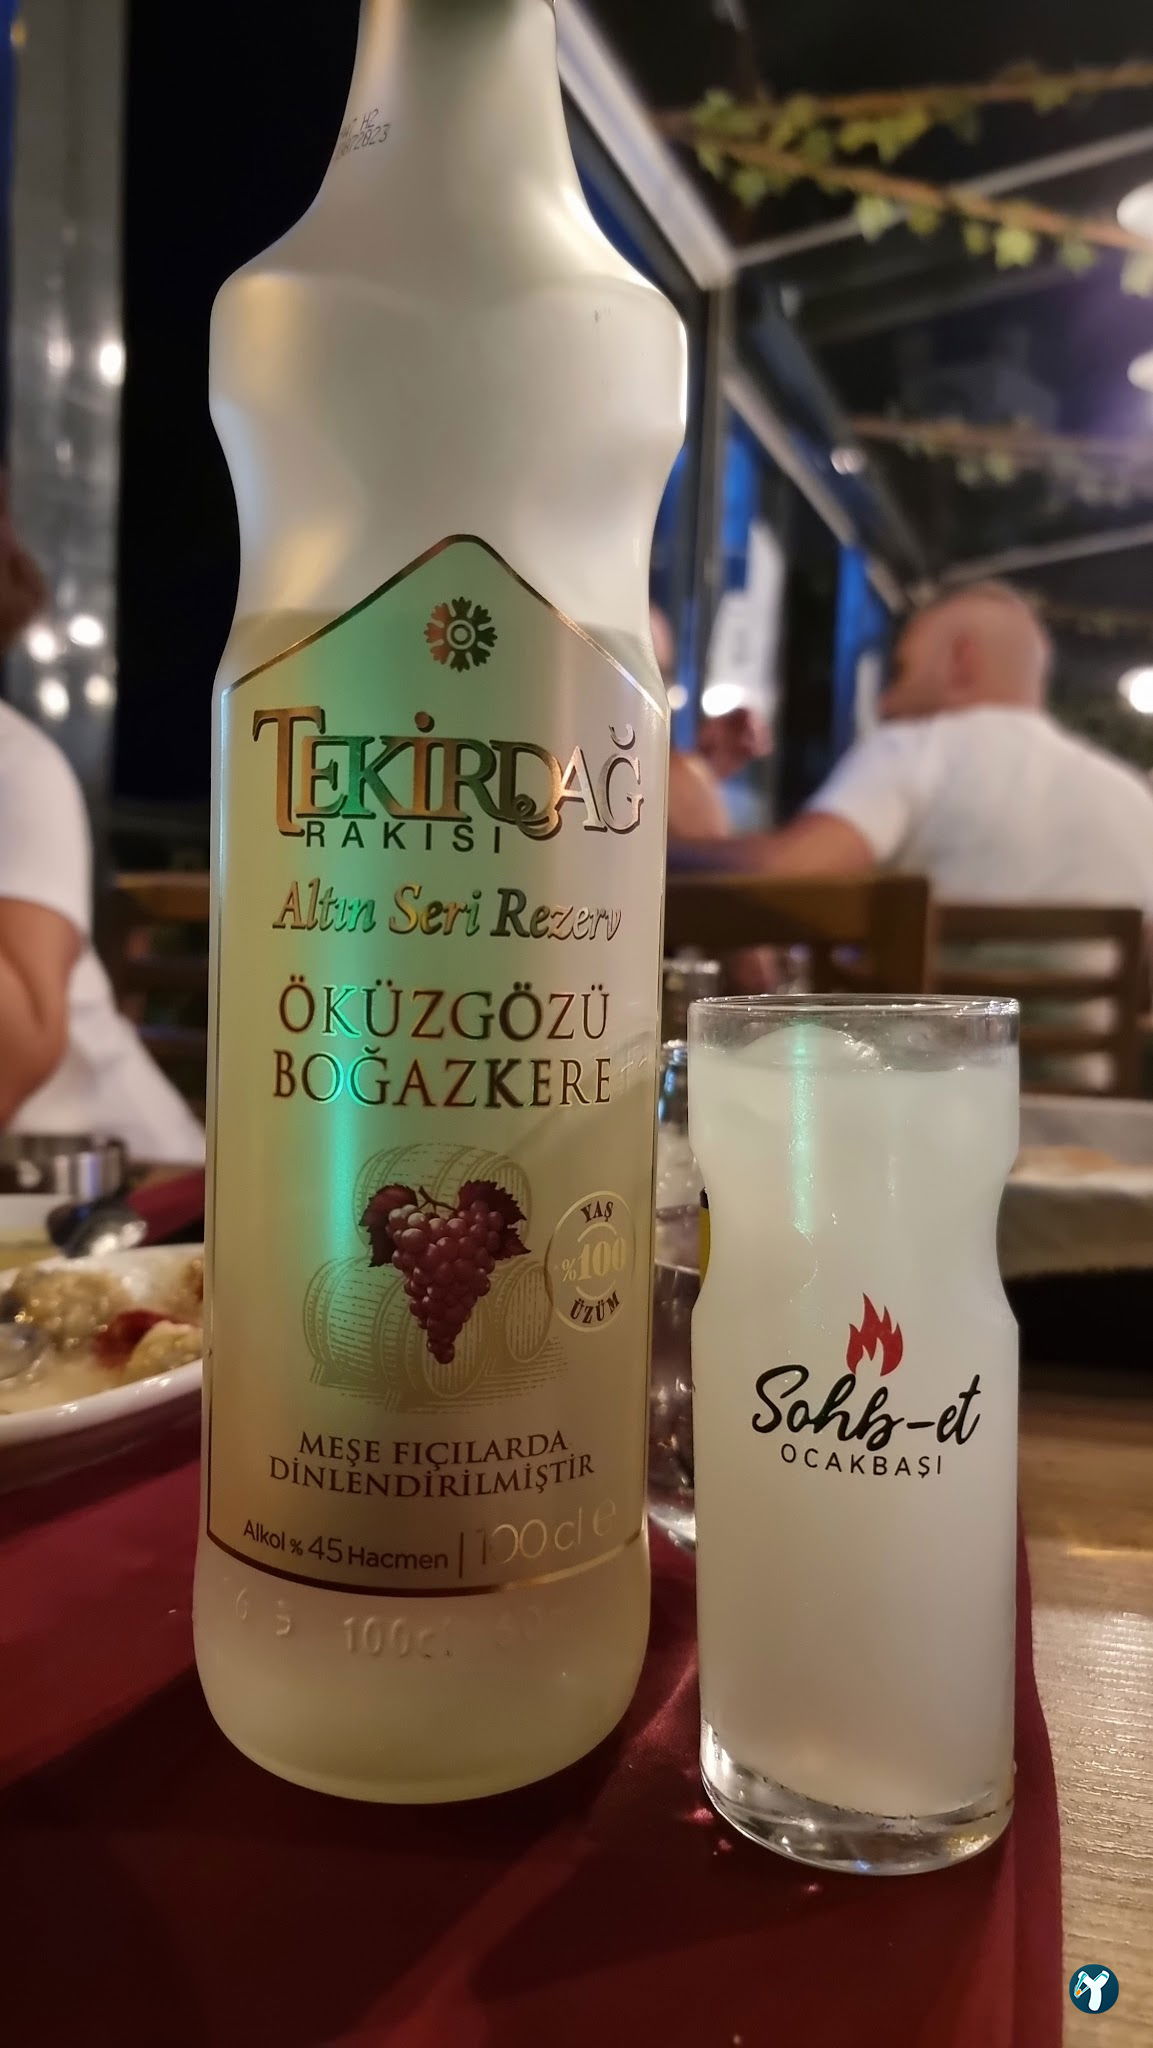 TEKİRDAĞ
RAKISI
Altın Seri Rezerv
ÖKÜZGÖZÜ
BOĞAZKERE
YAŞ
%100
ÜZÜM
MEŞE FIÇILARDA
DİNLENDİRİLMİŞTİR
Alkol % 45 Hacmen | 100 cl e
100cl
Sohb-et
OCAKBAŞI